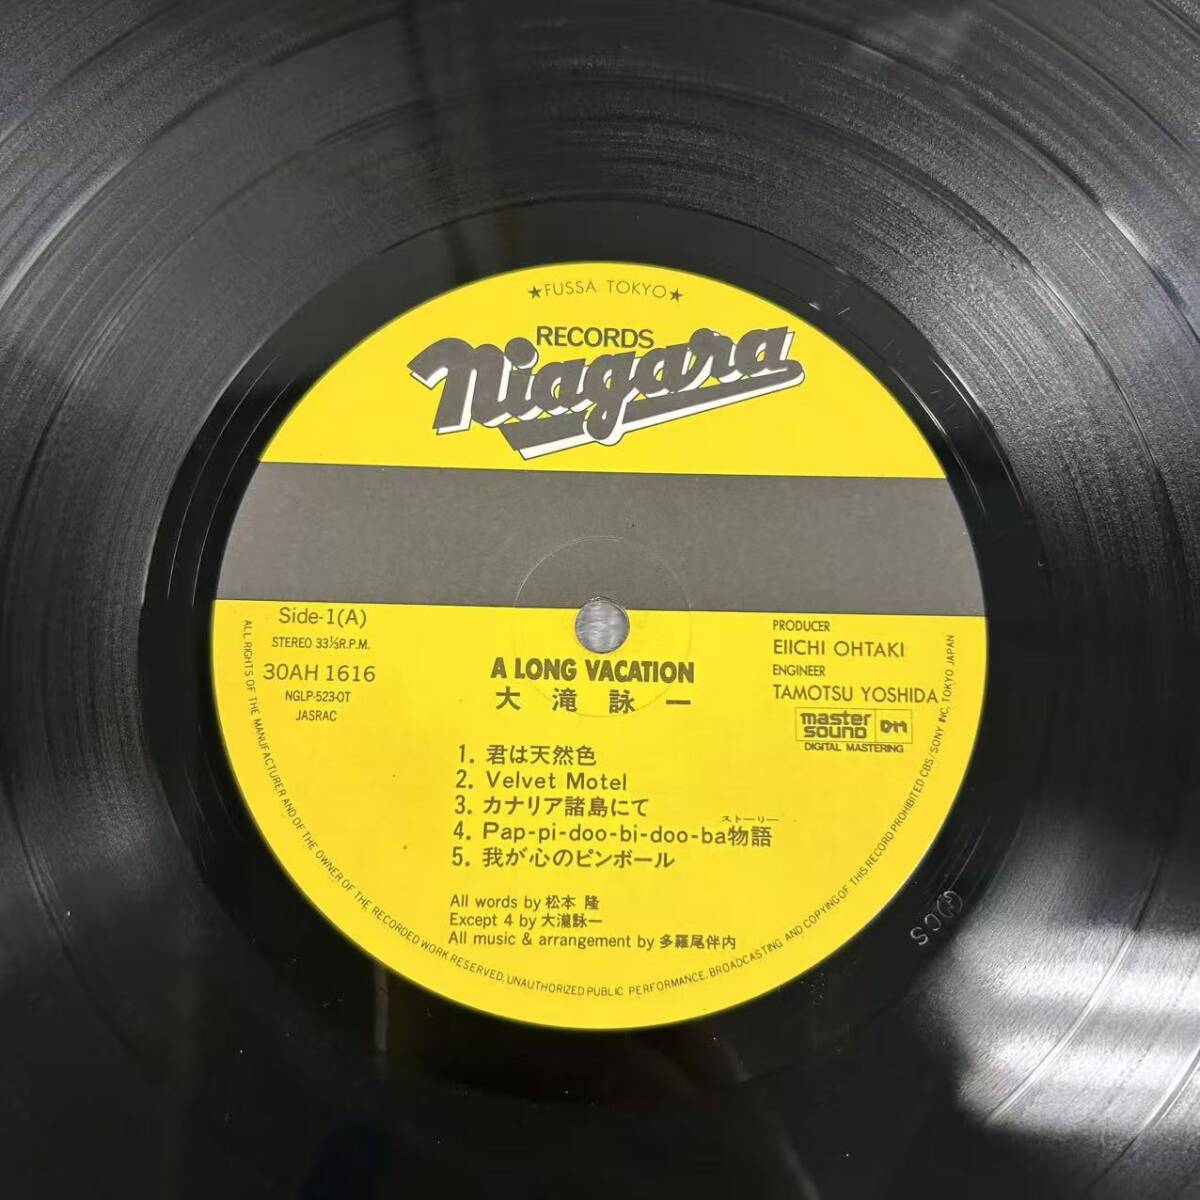 ★FUSSA TOKYO★
RECORDS
Niagara
Side-1(A)
STEREO 33⅓R.P.M.
30AH 1616
NGLP-523-OT
JASRAC
PRODUCER
EIICHI OHTAKI
ENGINEER
TAMOTSU YOSHIDA
master sound DM
DIGITAL MASTERING
A LONG VACATION
大滝詠一
1. 君は天然色
2. Velvet Motel
3. カナリア諸島にて
ストーリー
4. Pap-pi-doo-bi-doo-ba物語
5. 我が心のピンボール
All words by 松本 隆
Except 4 by 大瀧詠一
All music & arrangement by 多羅尾伴内
ALL RIGHTS OF THE MANUFACTURER AND OF THE OWNER OF THE RECORDED WORK RESERVED. UNAUTHORIZED PUBLIC PERFORMANCE, BROADCASTING AND COPYING OF THIS RECORD PROHIBITED CBS/SONY INC. TOKYO JAPAN